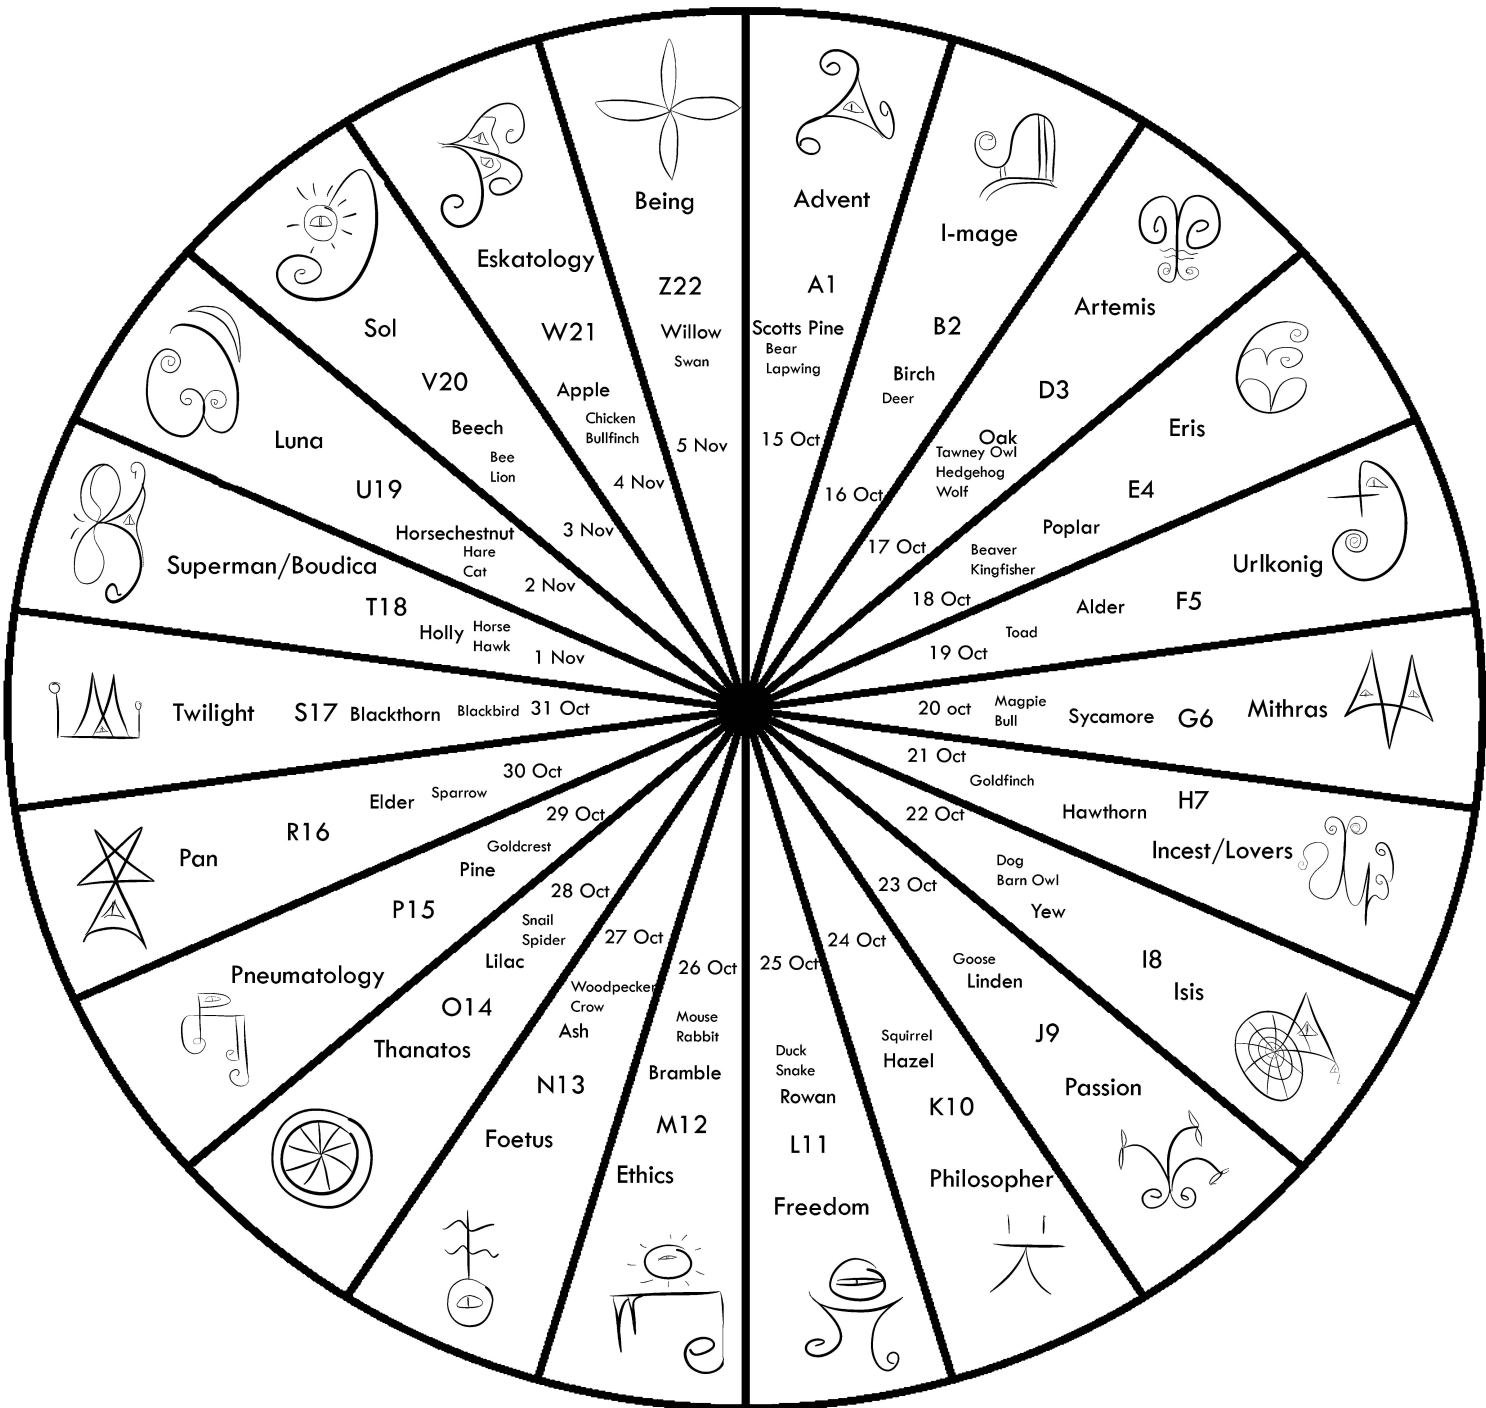 Advent
A1
Scotts Pine
Bear
Lapwing
15 Oct
I-mage
B2
Birch
Deer
16 Oct
Artemis
D3
Oak
Tawney Owl
Hedgehog
Wolf
17 Oct
Eris
E4
Poplar
Beaver
Kingfisher
18 Oct
Urlkonig
F5
Alder
Toad
19 Oct
Mithras
G6
Sycamore
Magpie
Bull
20 oct
Incest/Lovers
H7
Hawthorn
Goldfinch
21 Oct
Isis
I8
Yew
Dog
Barn Owl
22 Oct
Passion
J9
Linden
Goose
23 Oct
Philosopher
K10
Hazel
Squirrel
24 Oct
Freedom
L11
Rowan
Duck
Snake
25 Oct
Ethics
M12
Bramble
Mouse
Rabbit
26 Oct
Foetus
N13
Ash
Woodpecker
Crow
27 Oct
Thanatos
O14
Lilac
Snail
Spider
28 Oct
Pneumatology
P15
Pine
Goldcrest
29 Oct
Pan
R16
Elder
Sparrow
30 Oct
Twilight
S17
Blackthorn
Blackbird
31 Oct
Superman/Boudica
T18
Holly
Horse
Hawk
1 Nov
Luna
U19
Horsechestnut
Hare
Cat
2 Nov
Sol
V20
Beech
Bee
Lion
3 Nov
Eskatology
W21
Apple
Chicken
Bullfinch
4 Nov
Being
Z22
Willow
Swan
5 Nov